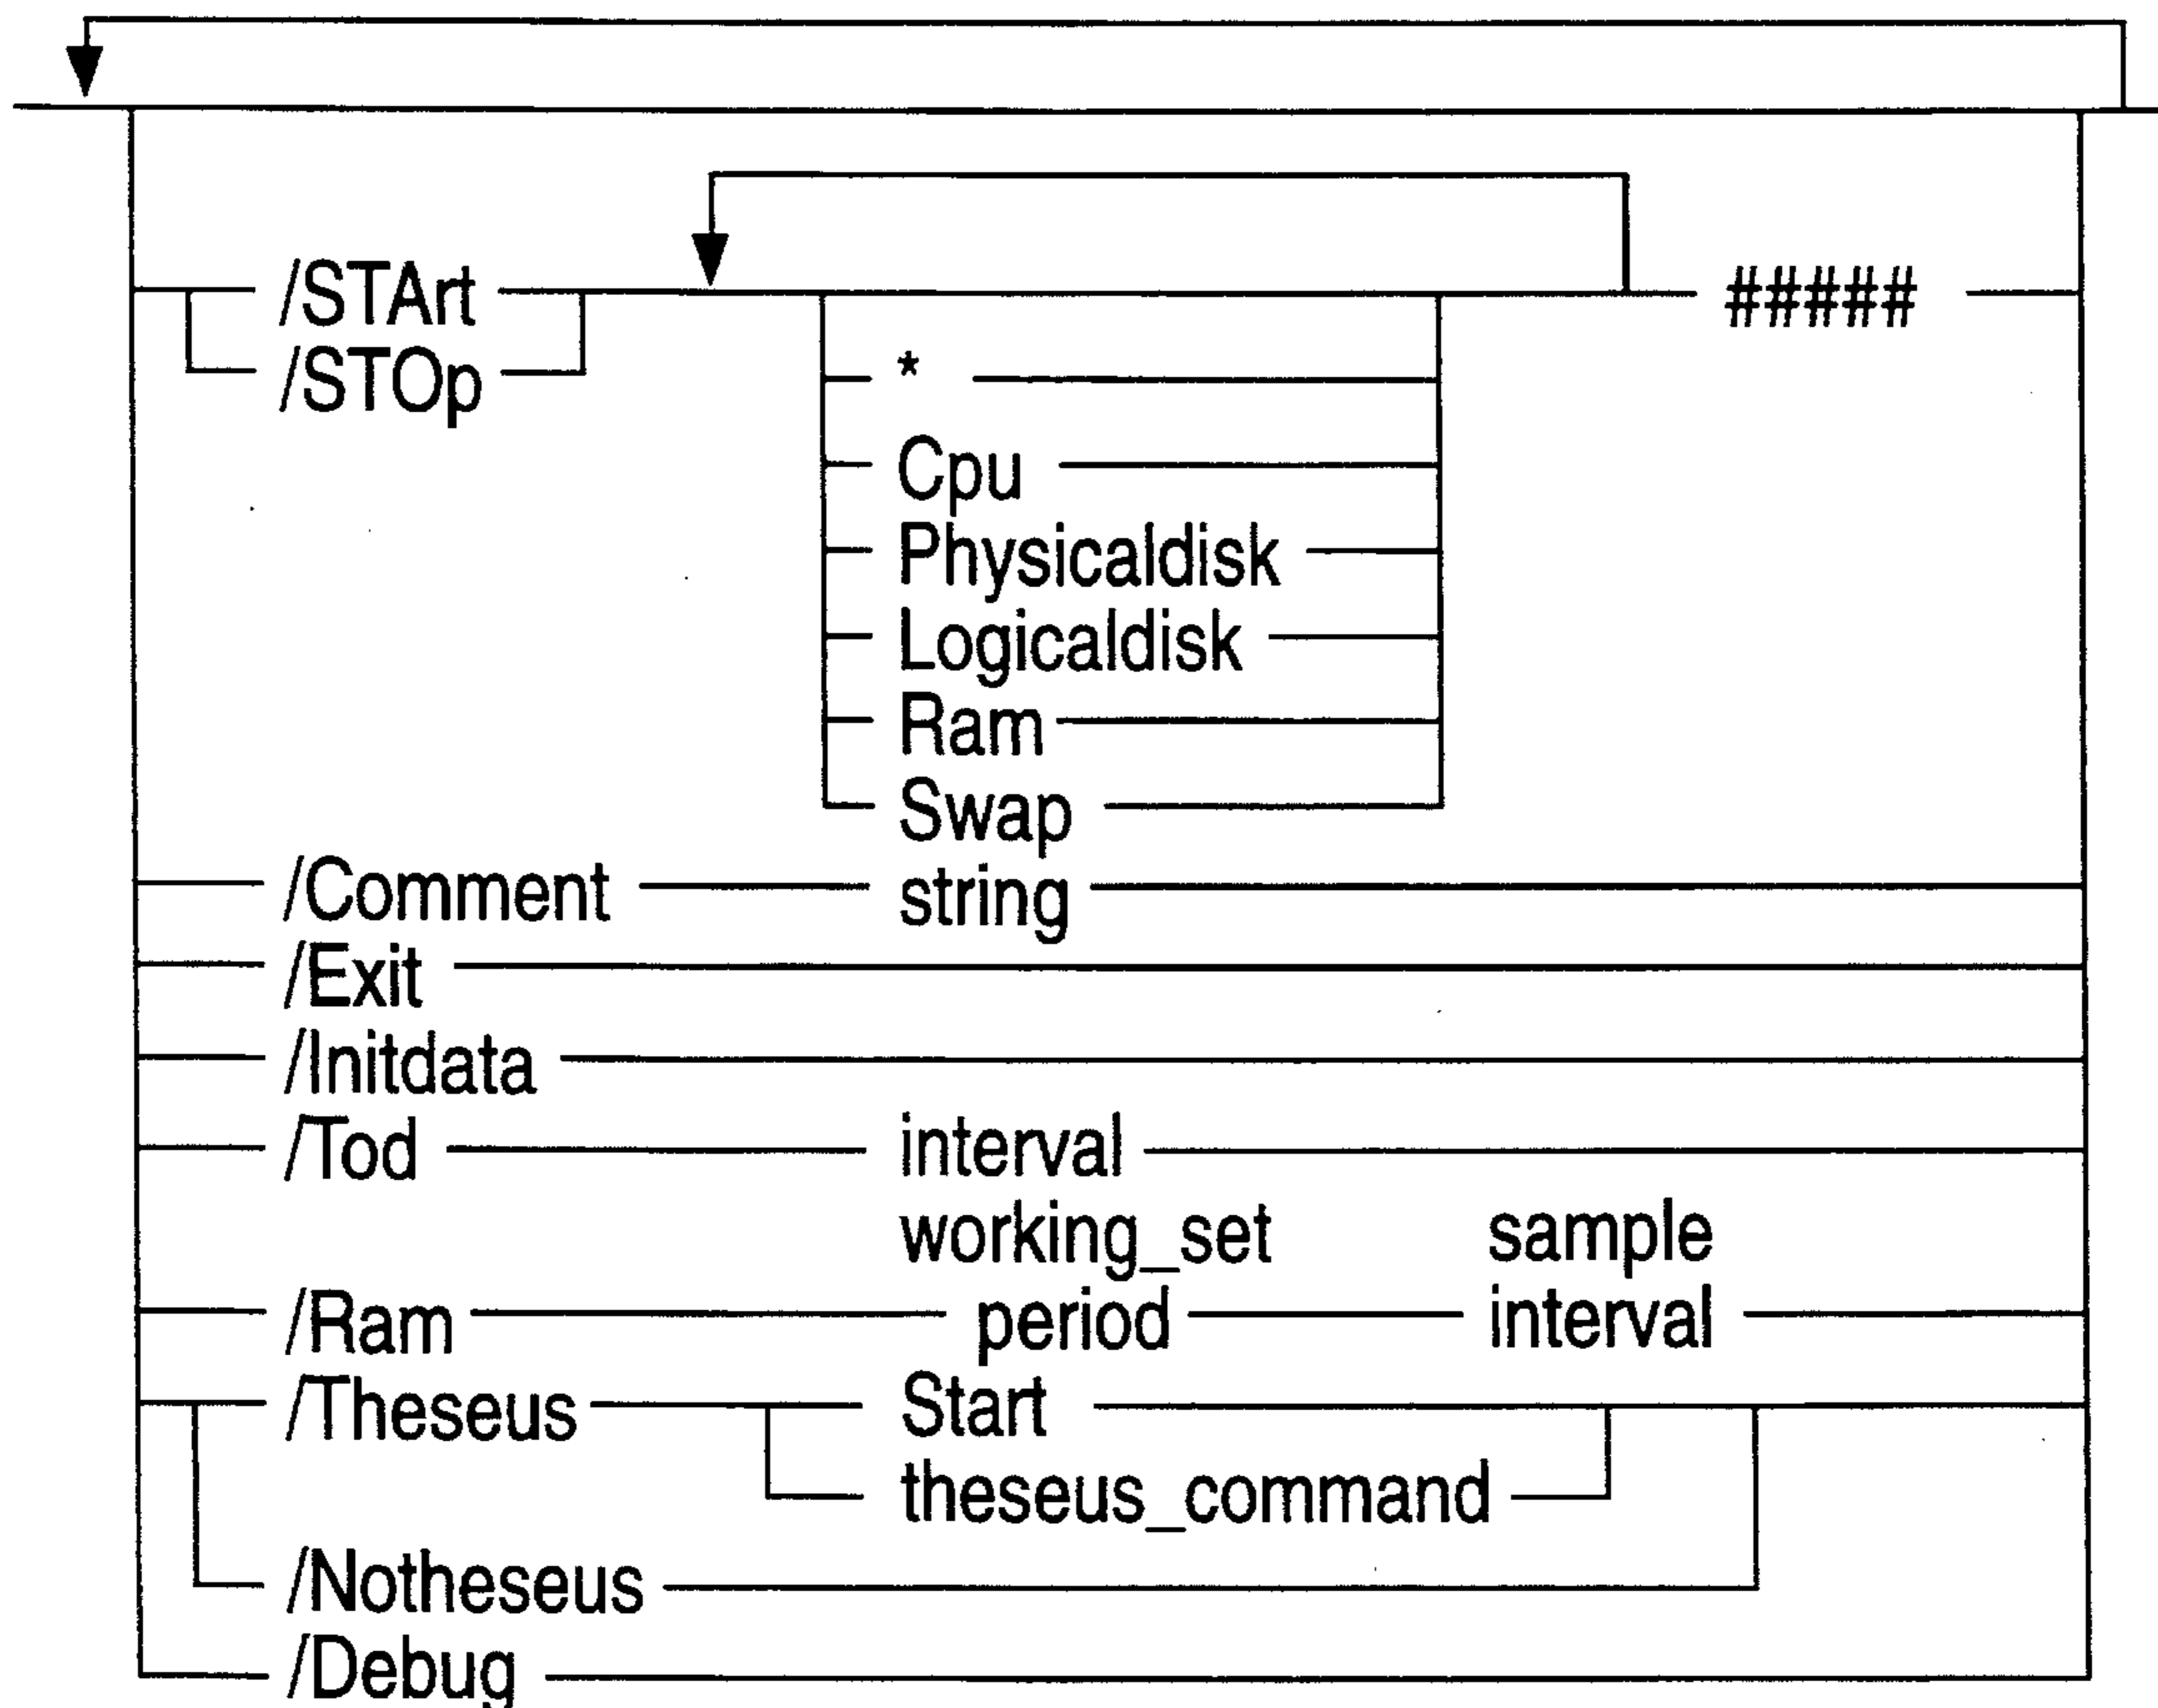 /STArt #####
/STOp
*
Cpu
Physicaldisk
Logicaldisk
Ram
Swap
/Comment string
/Exit
/Initdata
/Tod interval
working_set sample
/Ram period interval
/Theseus Start
theseus_command
/Notheseus
/Debug